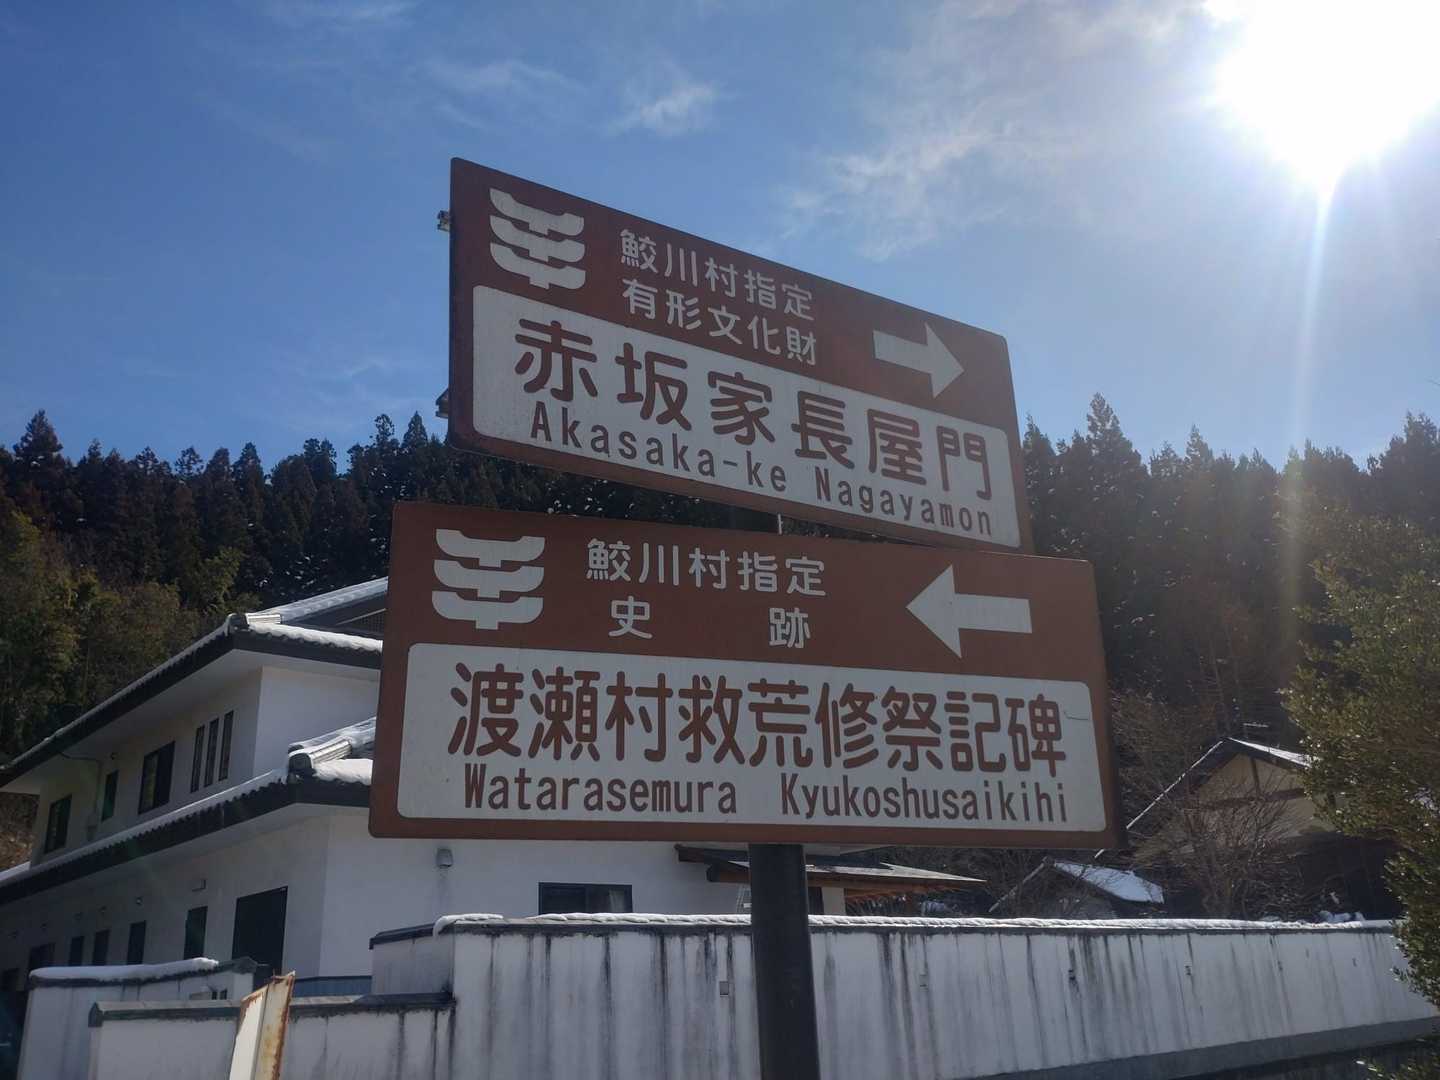 鮫川村指定
有形文化財
赤坂家長屋門
Akasaka-ke Nagayamon
鮫川村指定
史跡
渡瀬村救荒修祭記碑
Watarasemura Kyukoshusaikihi